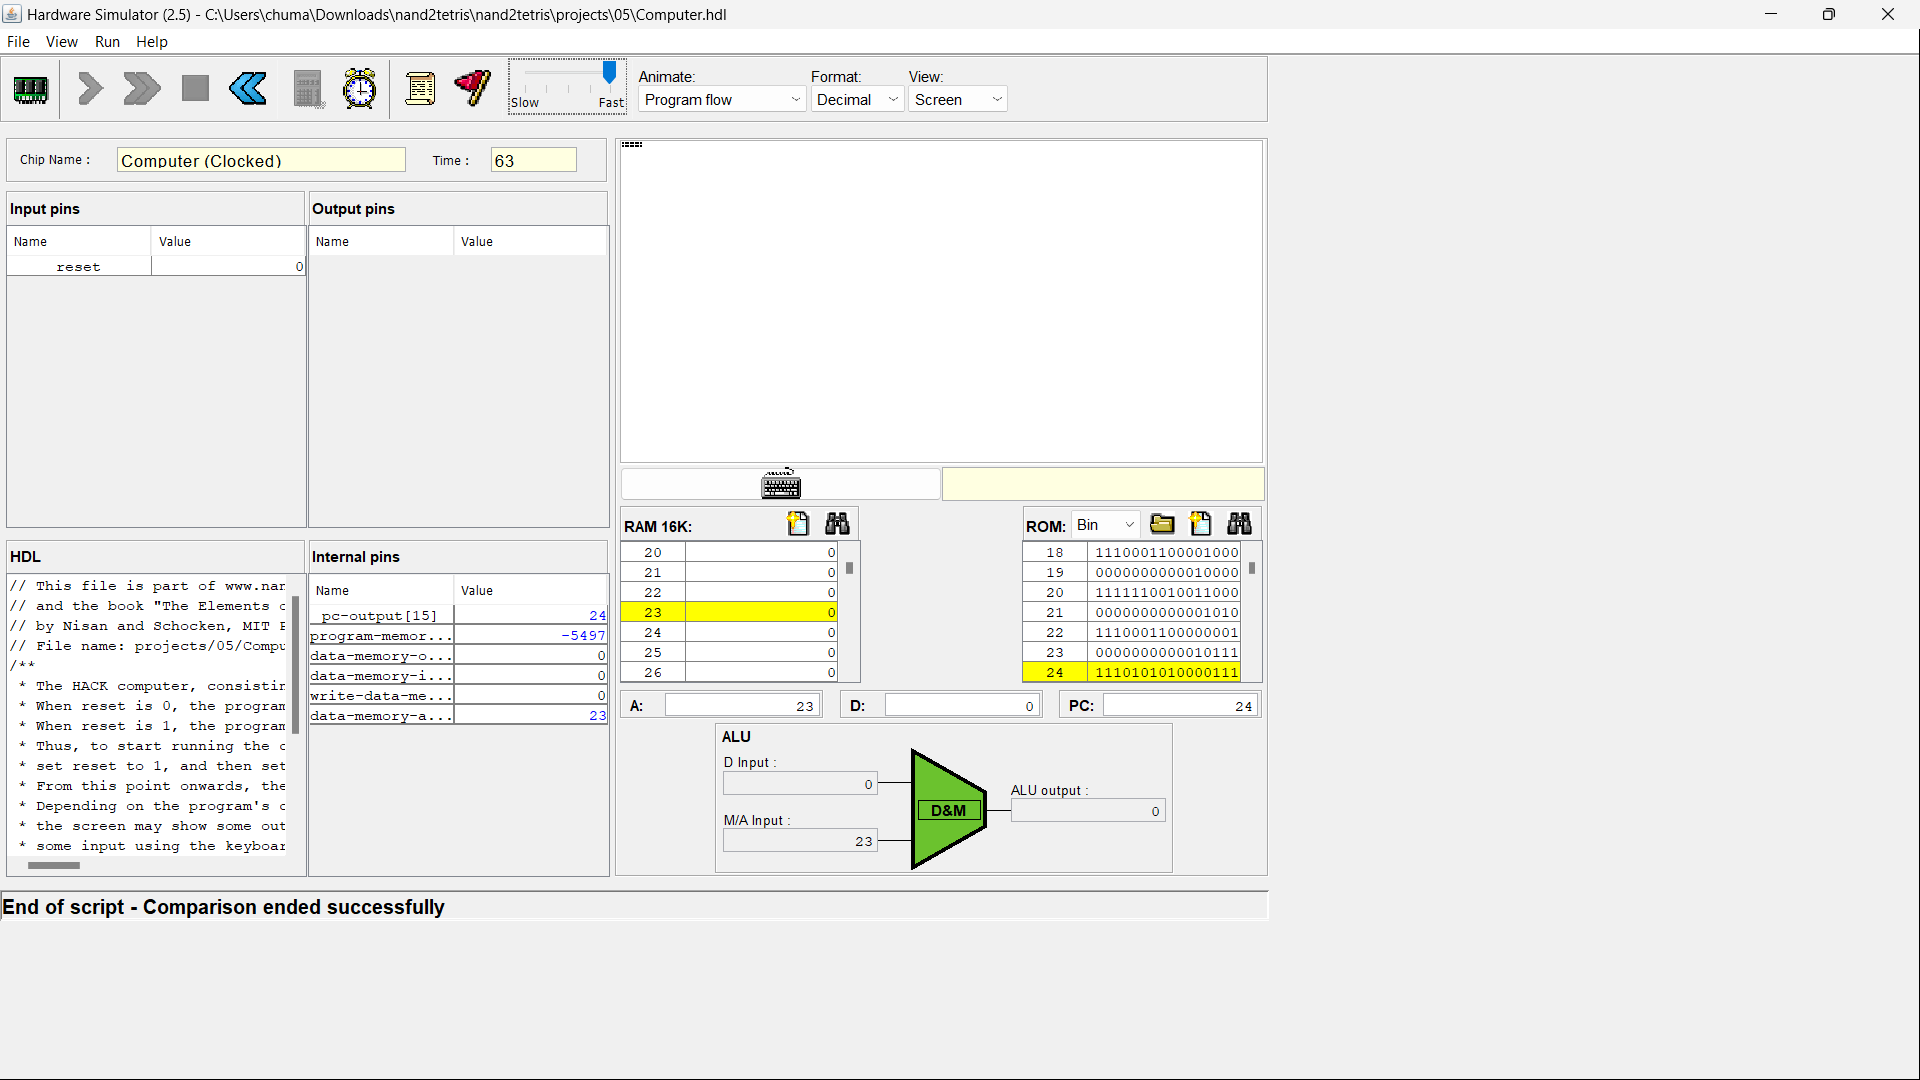 Hardware Simulator (2.5) - C:\Users\chuma\Downloads\nand2tetris\nand2tetris\projects\05\Computer.hdl
File View Run Help
Slow Fast
Animate: Format: View:
Program flow Decimal Screen
Chip Name : Computer (Clocked) Time : 63
Input pins
Name Value
reset 0
Output pins
Name Value
HDL
// This file is part of www.nan
// and the book "The Elements o
// by Nisan and Schocken, MIT P
// File name: projects/05/Compu
/**
* The HACK computer, consistin
* When reset is 0, the program
* When reset is 1, the program
* Thus, to start running the c
* set reset to 1, and then set
* From this point onwards, the
* Depending on the program's c
* the screen may show some out
* some input using the keyboar
Internal pins
Name Value
pc-output[15] 24
program-memor... -5497
data-memory-o... 0
data-memory-i... 0
write-data-me... 0
data-memory-a... 23
RAM 16K:
20 0
21 0
22 0
23 0
24 0
25 0
26 0
ROM: Bin
18 1110001100001000
19 0000000000010000
20 1111110010011000
21 0000000000001010
22 1110001100000001
23 0000000000010111
24 1110101010000111
A: 23 D: 0 PC: 24
ALU
D Input :
0
M/A Input :
23
D&M
ALU output :
0
End of script - Comparison ended successfully